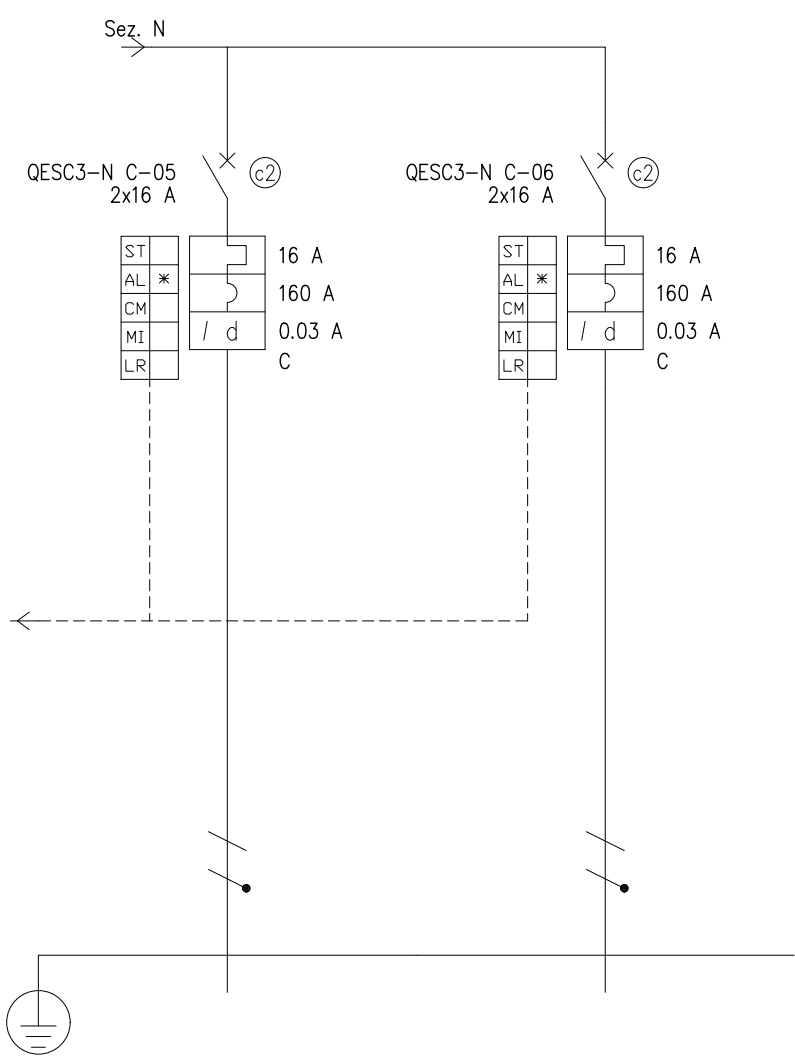 Sez. N
QESC3-N C-05
2x16 A
c2
ST
AL *
CM
MI
LR
16 A
160 A
/ d
0.03 A
C
QESC3-N C-06
2x16 A
c2
ST
AL *
CM
MI
LR
16 A
160 A
/ d
0.03 A
C